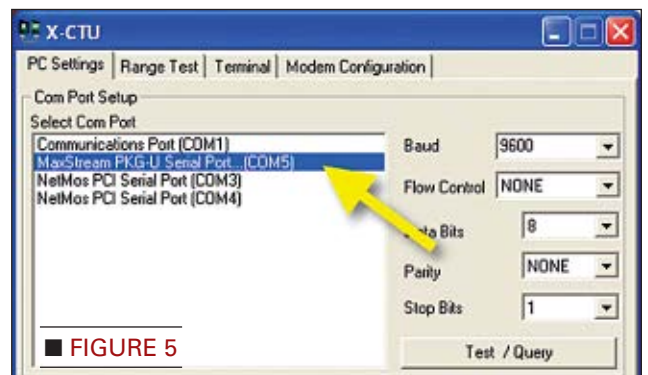 X-CTU
PC Settings Range Test Terminal Modem Configuration
Com Port Setup
Select Com Port
Communications Port (COM1)
MaxStream PKG-U Serial Port...(COM5)
NetMos PCI Serial Port (COM3)
NetMos PCI Serial Port (COM4)
Baud 9600
Flow Control NONE
Bits 8
Parity NONE
Stop Bits 1
Test / Query
■ FIGURE 5